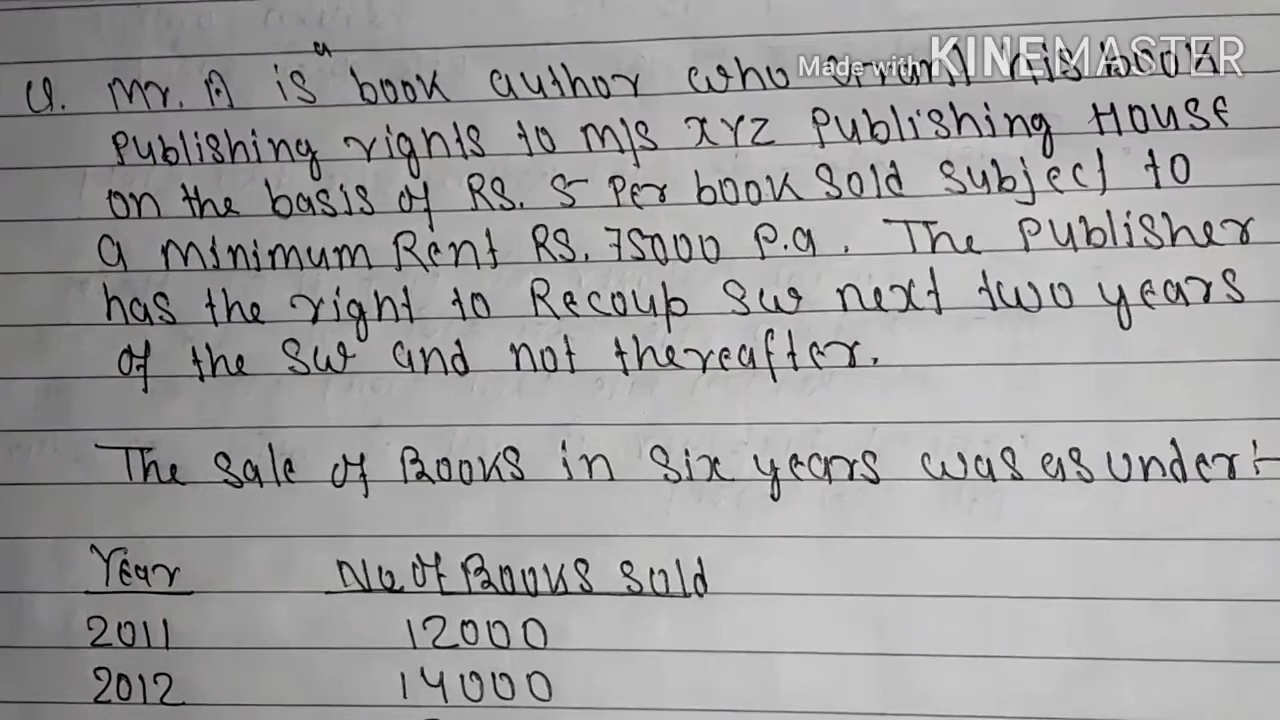 Q. Mr. A is a book author who his book
Made with KINEMASTER
Publishing rights to M/s XYZ Publishing House
on the basis of RS. 5 Per book sold subject to
a minimum Rent RS. 75000 P.a. The Publisher
has the right to Recoup sw next two years
of the sw and not thereafter.
The sale of Books in six years was as under:-
Year No of Books sold
2011 12000
2012 14000